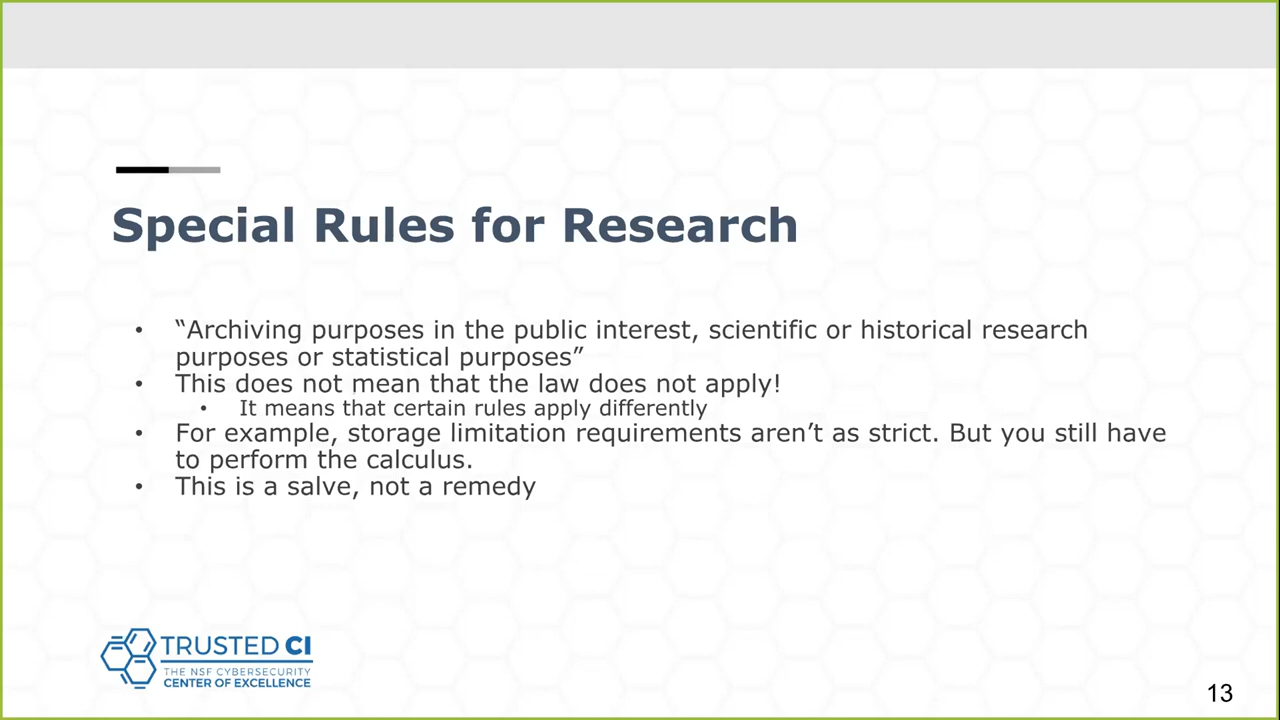 Special Rules for Research
• “Archiving purposes in the public interest, scientific or historical research
purposes or statistical purposes”
• This does not mean that the law does not apply!
• It means that certain rules apply differently
• For example, storage limitation requirements aren’t as strict. But you still have
to perform the calculus.
• This is a salve, not a remedy
TRUSTED CI
THE NSF CYBERSECURITY
CENTER OF EXCELLENCE
13